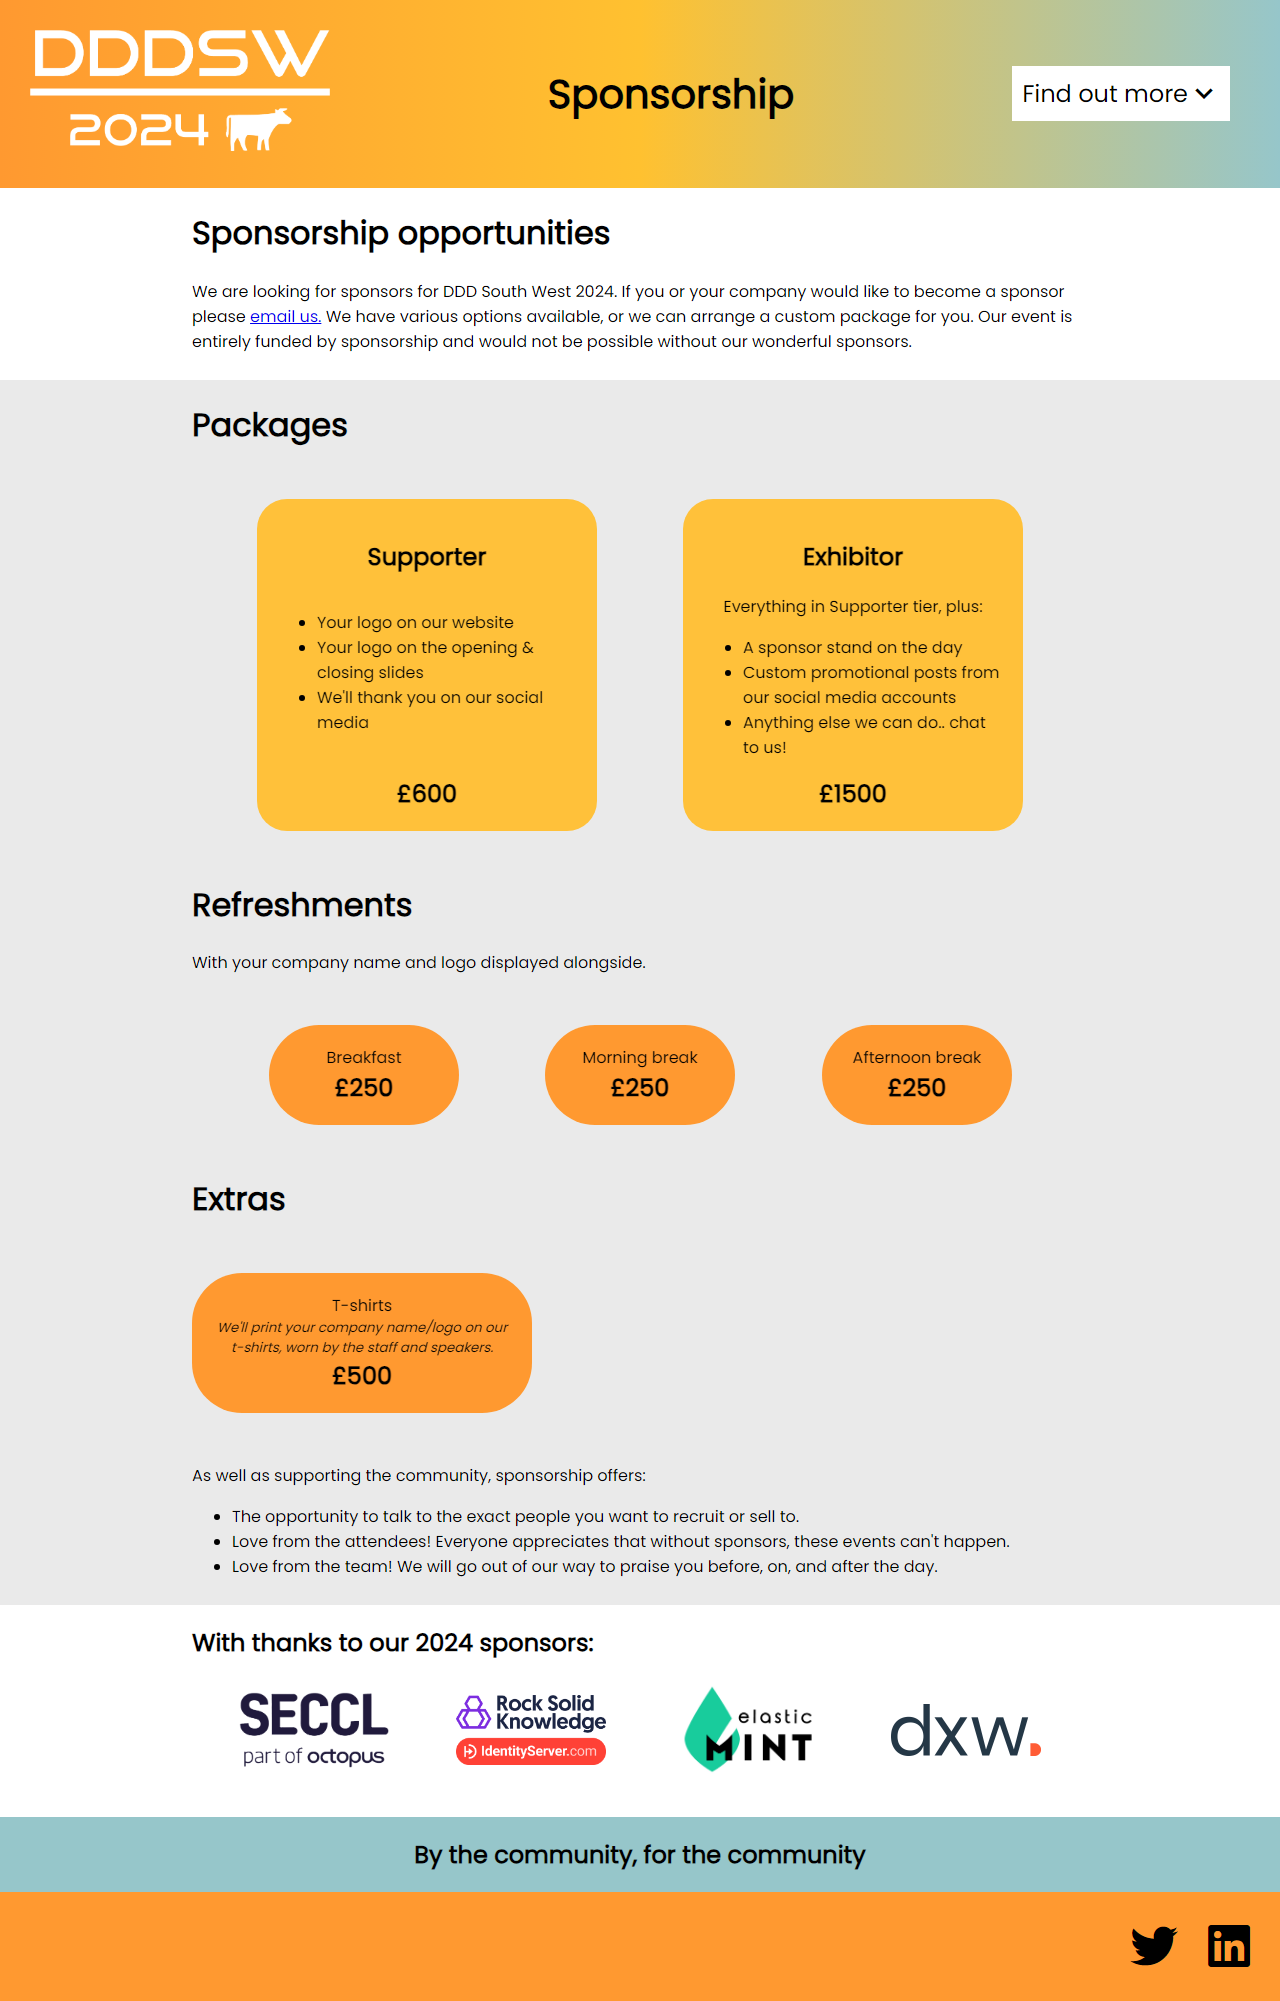 DDDSW
2024
Sponsorship
Find out more
Sponsorship opportunities
We are looking for sponsors for DDD South West 2024. If you or your company would like to become a sponsor
please email us. We have various options available, or we can arrange a custom package for you. Our event is
entirely funded by sponsorship and would not be possible without our wonderful sponsors.
Packages
Supporter
• Your logo on our website
• Your logo on the opening &
closing slides
• We'll thank you on our social
media
£600
Exhibitor
Everything in Supporter tier, plus:
• A sponsor stand on the day
• Custom promotional posts from
our social media accounts
• Anything else we can do.. chat
to us!
£1500
Refreshments
With your company name and logo displayed alongside.
Breakfast
£250
Morning break
£250
Afternoon break
£250
Extras
T-shirts
We'll print your company name/logo on our
t-shirts, worn by the staff and speakers.
£500
As well as supporting the community, sponsorship offers:
• The opportunity to talk to the exact people you want to recruit or sell to.
• Love from the attendees! Everyone appreciates that without sponsors, these events can't happen.
• Love from the team! We will go out of our way to praise you before, on, and after the day.
With thanks to our 2024 sponsors:
SECCL
part of octopus
Rock Solid
Knowledge
IdentityServer.com
elastic
MINT
dxw.
By the community, for the community
in